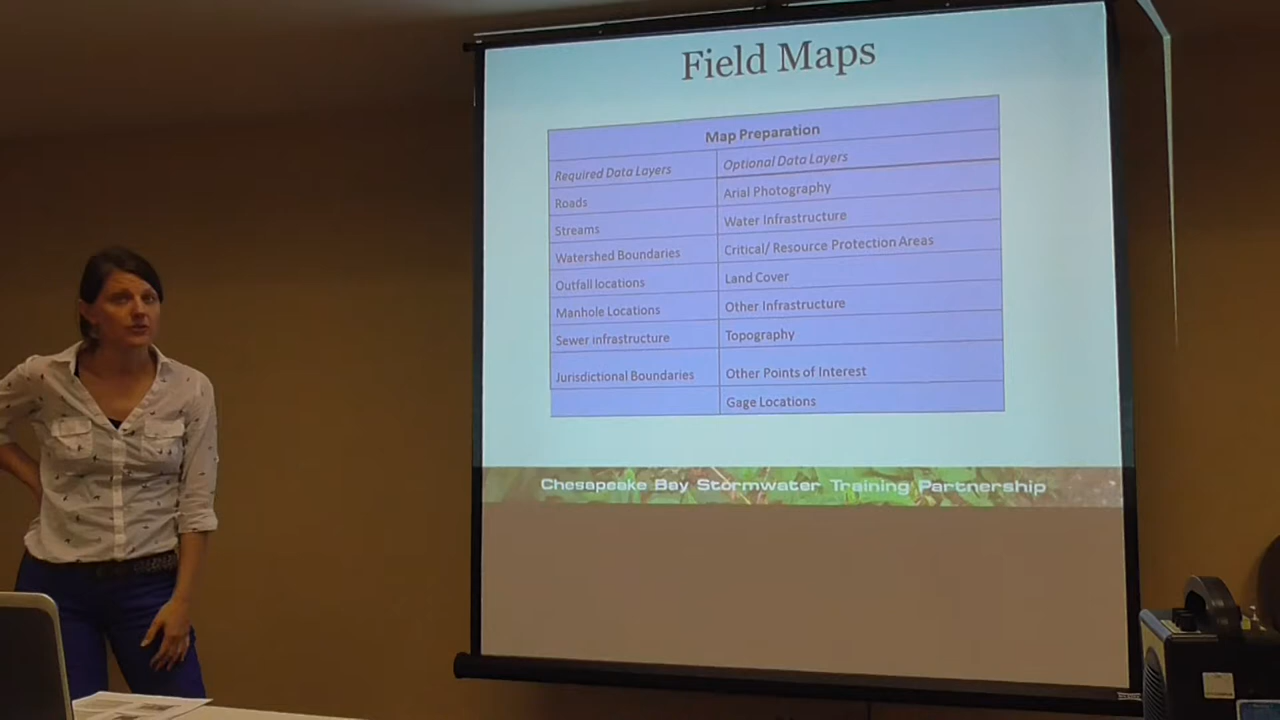 Field Maps
Map Preparation
Required Data Layers Optional Data Layers
Roads Arial Photography
Streams Water Infrastructure
Watershed Boundaries Critical/ Resource Protection Areas
Outfall locations Land Cover
Manhole Locations Other Infrastructure
Sewer infrastructure Topography
Jurisdictional Boundaries Other Points of Interest
Gage Locations
Chesapeake Bay Stormwater Training Partnership